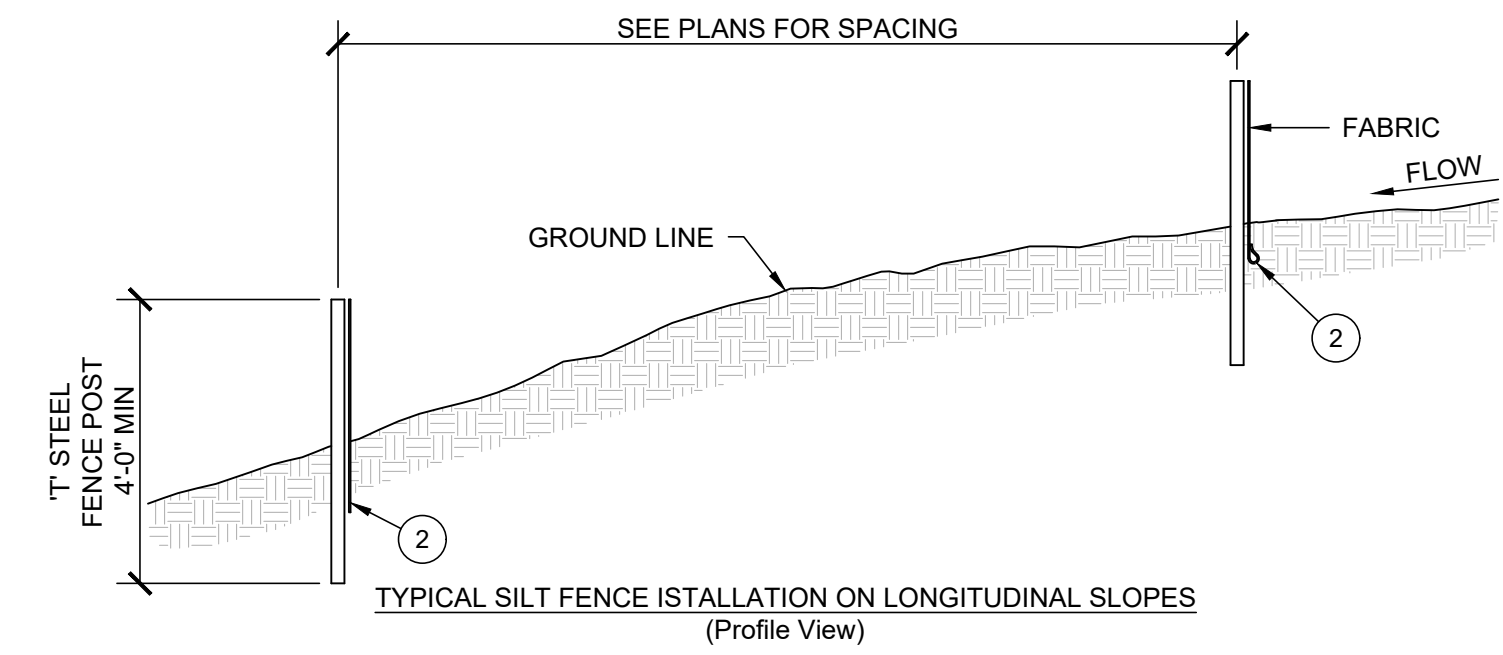 SEE PLANS FOR SPACING
FABRIC
FLOW
GROUND LINE
2
'T' STEEL
FENCE POST
4'-0" MIN
2
TYPICAL SILT FENCE ISTALLATION ON LONGITUDINAL SLOPES
(Profile View)